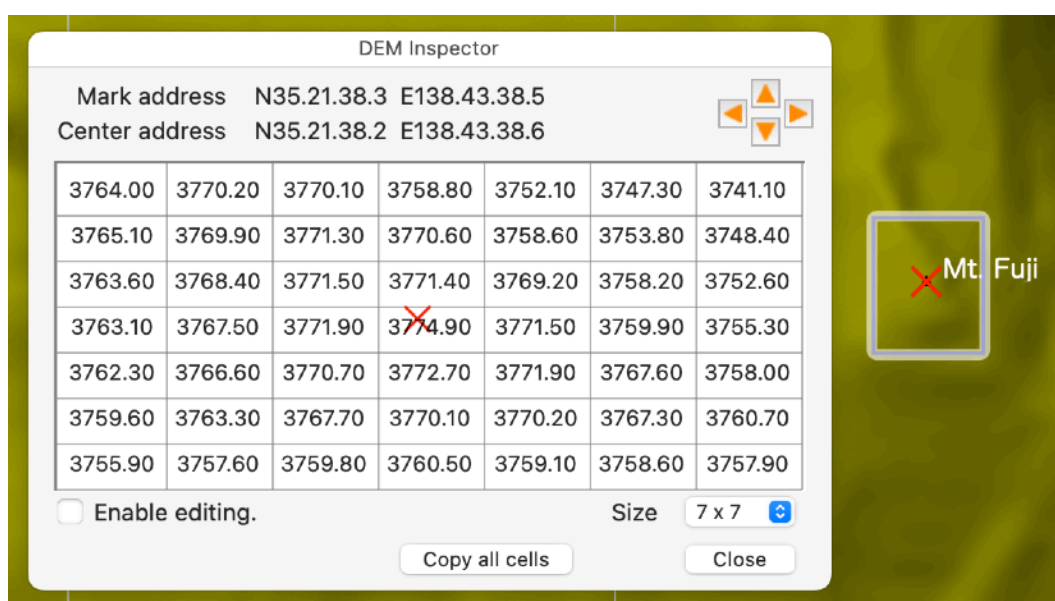 DEM Inspector
Mark address N35.21.38.3 E138.43.38.5
Center address N35.21.38.2 E138.43.38.6
3764.00 3770.20 3770.10 3758.80 3752.10 3747.30 3741.10
3765.10 3769.90 3771.30 3770.60 3758.60 3753.80 3748.40
3763.60 3768.40 3771.50 3771.40 3769.20 3758.20 3752.60
3763.10 3767.50 3771.90 3774.90 3771.50 3759.90 3755.30
3762.30 3766.60 3770.70 3772.70 3771.90 3767.60 3758.00
3759.60 3763.30 3767.70 3770.10 3770.20 3767.30 3760.70
3755.90 3757.60 3759.80 3760.50 3759.10 3758.60 3757.90
Enable editing. Size 7 x 7
Copy all cells Close
Mt. Fuji